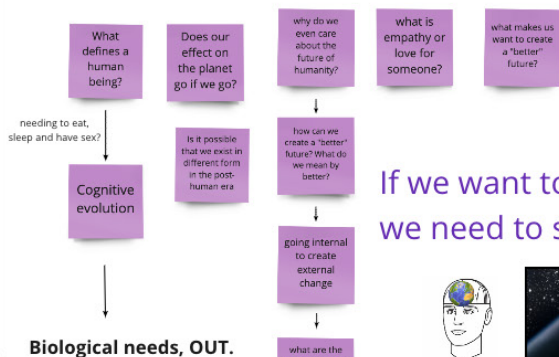 What
defines a
human
being?
Does our
effect on
the planet
go if we go?
why do we
even care
about the
future of
humanity?
what is
empathy or
love for
someone?
what makes us
want to create
a "better"
future?
needing to eat,
sleep and have sex?
Is it possible
that we exist in
different form
in the post-
human era
how can we
create a "better"
future? What do
we mean by
better?
Cognitive
evolution
If we want to
we need to s
going internal
to create
external
change
Biological needs, OUT.
what are the